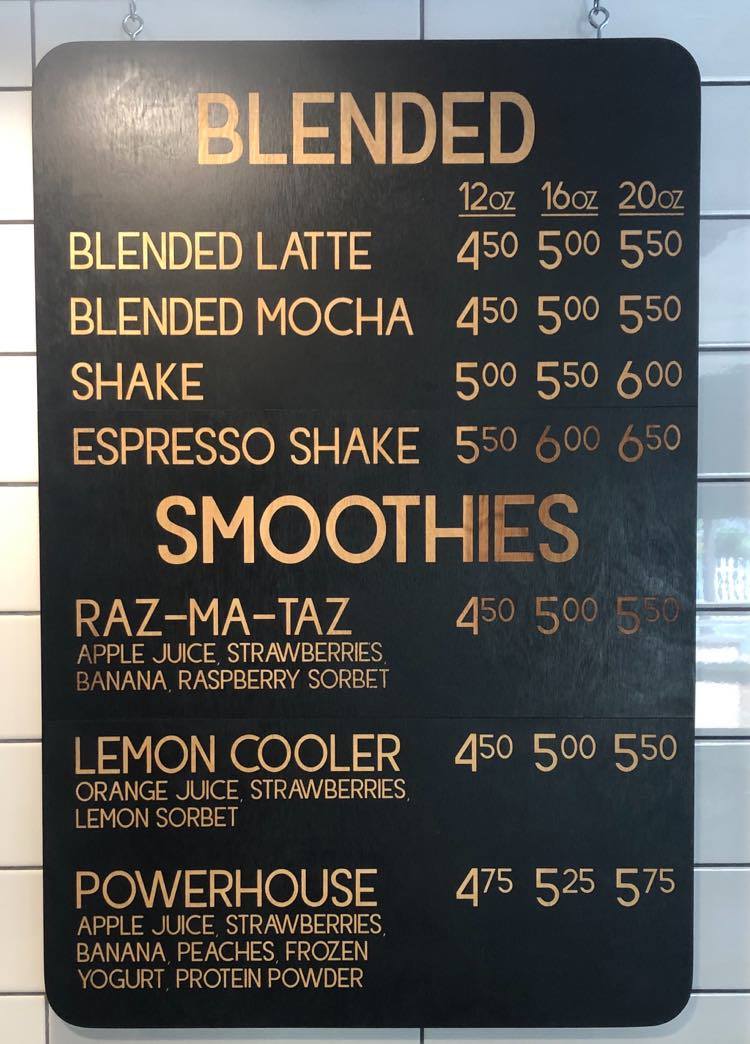 BLENDED
12oz 16oz 20oz
BLENDED LATTE 450 500 550
BLENDED MOCHA 450 500 550
SHAKE 500 550 600
ESPRESSO SHAKE 550 600 650
SMOOTHIES
RAZ-MA-TAZ 450 500 550
APPLE JUICE, STRAWBERRIES,
BANANA, RASPBERRY SORBET
LEMON COOLER 450 500 550
ORANGE JUICE, STRAWBERRIES,
LEMON SORBET
POWERHOUSE 475 525 575
APPLE JUICE, STRAWBERRIES,
BANANA, PEACHES, FROZEN
YOGURT, PROTEIN POWDER